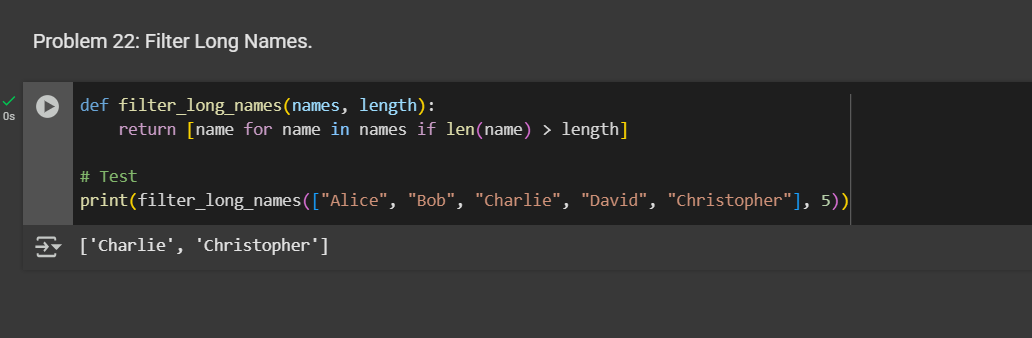 Problem 22: Filter Long Names.
def filter_long_names(names, length):
    return [name for name in names if len(name) > length]
0s
# Test
print(filter_long_names(["Alice", "Bob", "Charlie", "David", "Christopher"], 5))
['Charlie', 'Christopher']